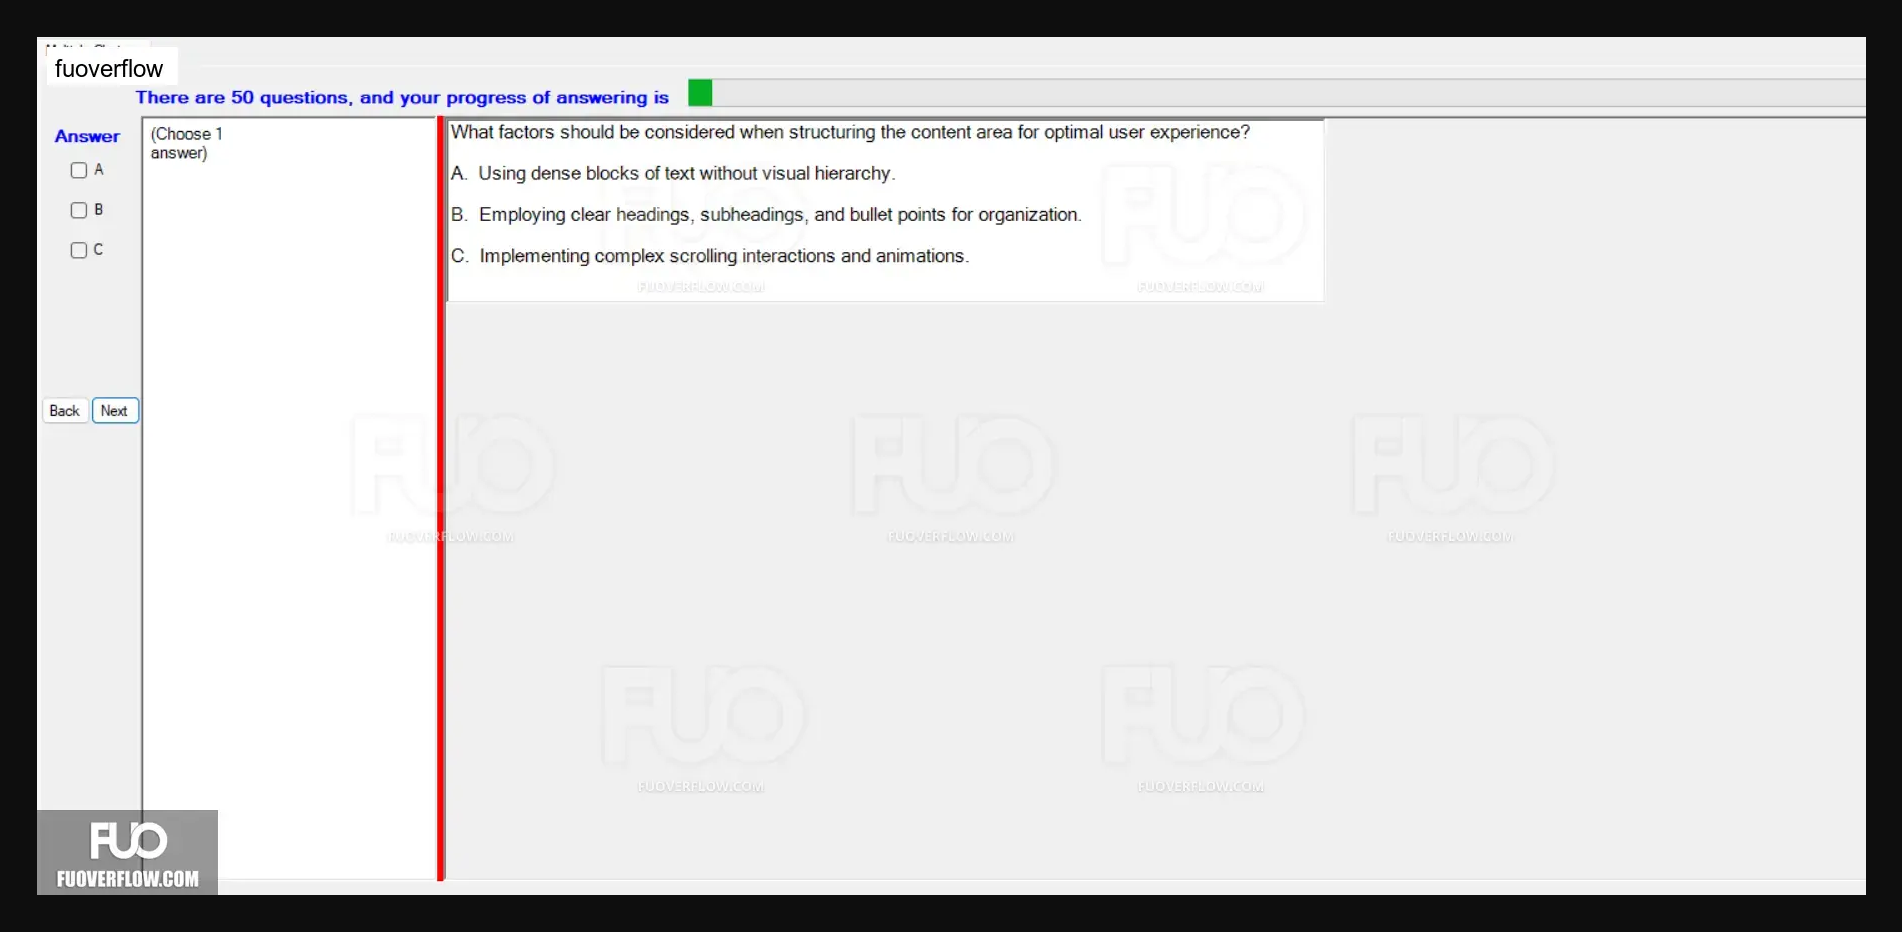 fuoverflow
There are 50 questions, and your progress of answering is
Answer
(Choose 1
answer)
A
B
C
Back
Next
What factors should be considered when structuring the content area for optimal user experience?
A. Using dense blocks of text without visual hierarchy.
B. Employing clear headings, subheadings, and bullet points for organization.
C. Implementing complex scrolling interactions and animations.
FUO
FUOVERFLOW.COM
FUO
FUOVERFLOW.COM
FUO
FUOVERFLOW.COM
FUO
FUOVERFLOW.COM
FUO
FUOVERFLOW.COM
FUO
FUOVERFLOW.COM
FUO
FUOVERFLOW.COM
FUO
FUOVERFLOW.COM